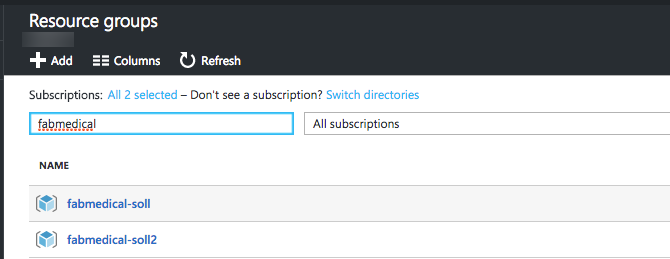 Resource groups
Add Columns Refresh
Subscriptions: All 2 selected – Don't see a subscription? Switch directories
fabmedical All subscriptions
NAME
fabmedical-soll
fabmedical-soll2